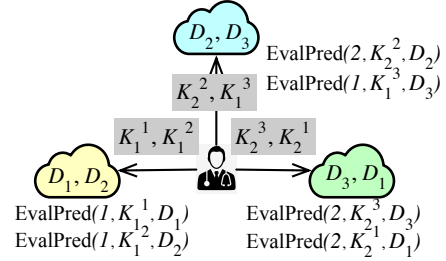 D₂, D₃
EvalPred(2, K₂², D₂)
EvalPred(1, K₁³, D₃)
K₂², K₁³
K₁¹, K₁²
K₂³, K₂¹
D₁, D₂
D₃, D₁
EvalPred(1, K₁¹, D₁)
EvalPred(1, K₁², D₂)
EvalPred(2, K₂³, D₃)
EvalPred(2, K₂¹, D₁)